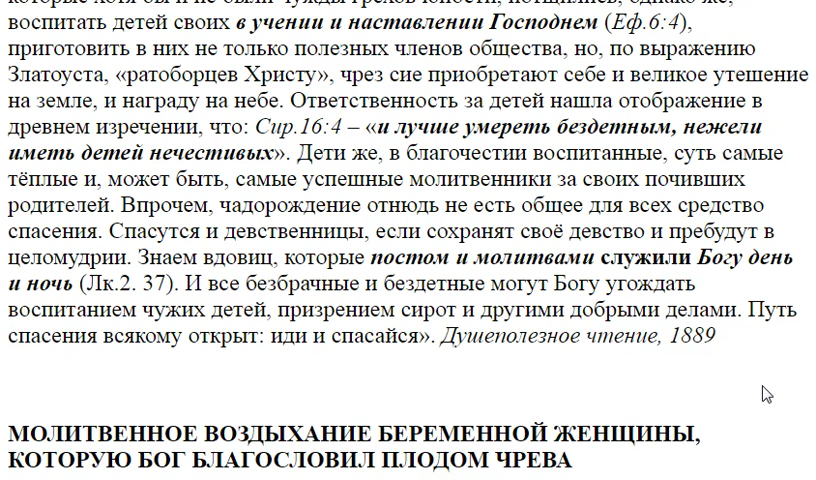 воспитать детей своих в учении и наставлении Господнем (Еф.6:4),
приготовить в них не только полезных членов общества, но, по выражению
Златоуста, «ратоборцев Христу», чрез сие приобретают себе и великое утешение
на земле, и награду на небе. Ответственность за детей нашла отображение в
древнем изречении, что: Сир.16:4 – «и лучше умереть бездетным, нежели
иметь детей нечестивых». Дети же, в благочестии воспитанные, суть самые
тёплые и, может быть, самые успешные молитвенники за своих почивших
родителей. Впрочем, чадорождение отнюдь не есть общее для всех средство
спасения. Спасутся и девственницы, если сохранят своё девство и пребудут в
целомудрии. Знаем вдовиц, которые постом и молитвами служили Богу день
и ночь (Лк.2. 37). И все безбрачные и бездетные могут Богу угождать
воспитанием чужих детей, призрением сирот и другими добрыми делами. Путь
спасения всякому открыт: иди и спасайся». Душеполезное чтение, 1889
МОЛИТВЕННОЕ ВОЗДЫХАНИЕ БЕРЕМЕННОЙ ЖЕНЩИНЫ,
КОТОРУЮ БОГ БЛАГОСЛОВИЛ ПЛОДОМ ЧРЕВА